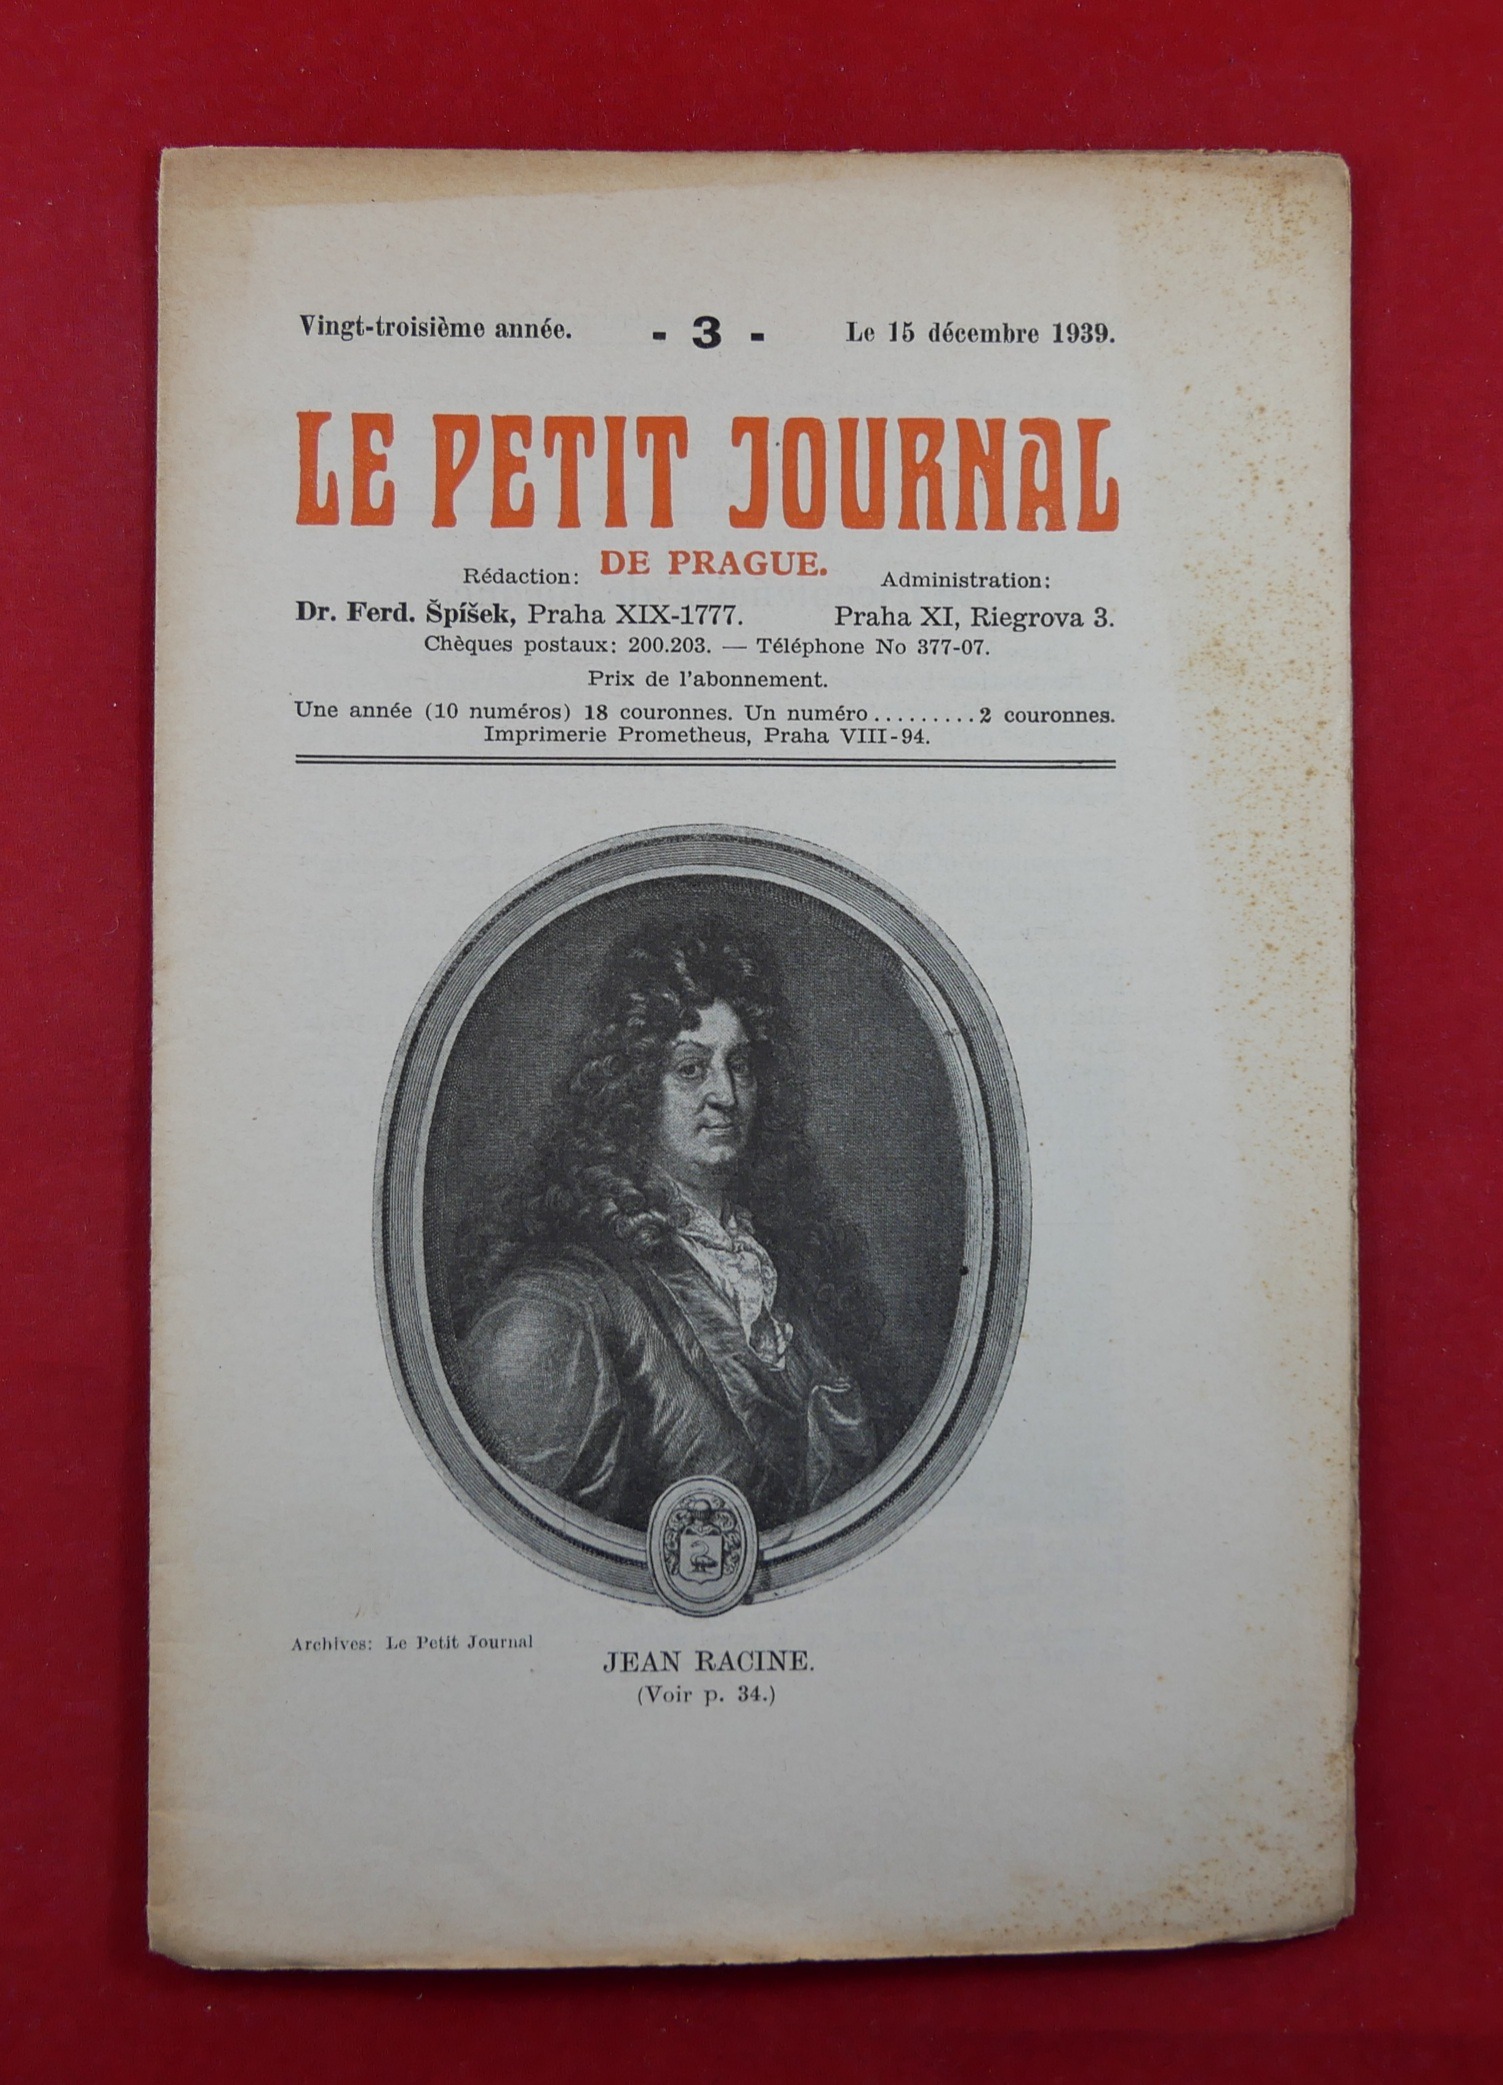 Vingt-troisième année. - 3 - Le 15 décembre 1939.
LE PETIT JOURNAL
DE PRAGUE.
Rédaction: Administration:
Dr. Ferd. Špíšek, Praha XIX-1777. Praha XI, Riegrova 3.
Chèques postaux: 200.203. — Téléphone No 377-07.
Prix de l'abonnement.
Une année (10 numéros) 18 couronnes. Un numéro.........2 couronnes.
Imprimerie Prometheus, Praha VIII-94.
Archives: Le Petit Journal
JEAN RACINE.
(Voir p. 34.)